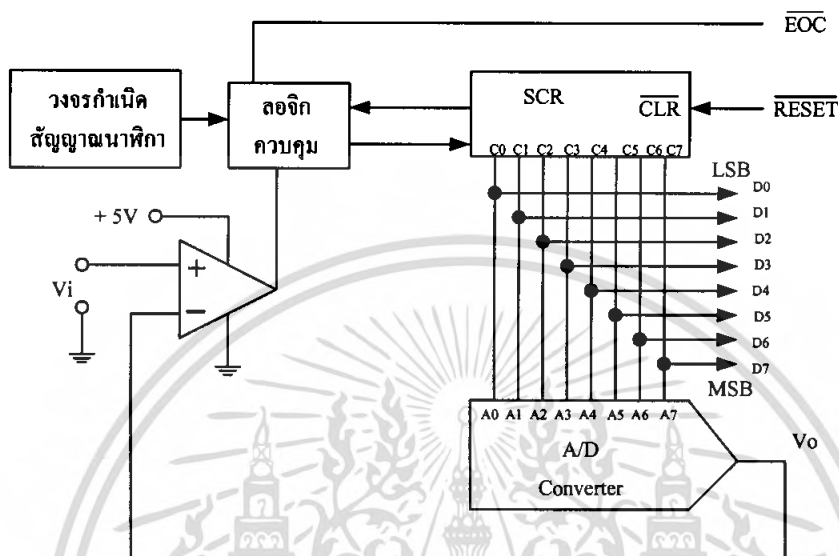 EOC
วงจรกำเนิด
สัญญาณนาฬิกา
ลอจิก
ควบคุม
SCR
CLR
RESET
C0 C1 C2 C3 C4 C5 C6 C7
LSB
D0
D1
D2
D3
D4
D5
D6
D7
MSB
+ 5V
+
Vi
−
A0 A1 A2 A3 A4 A5 A6 A7
A/D
Converter
Vo